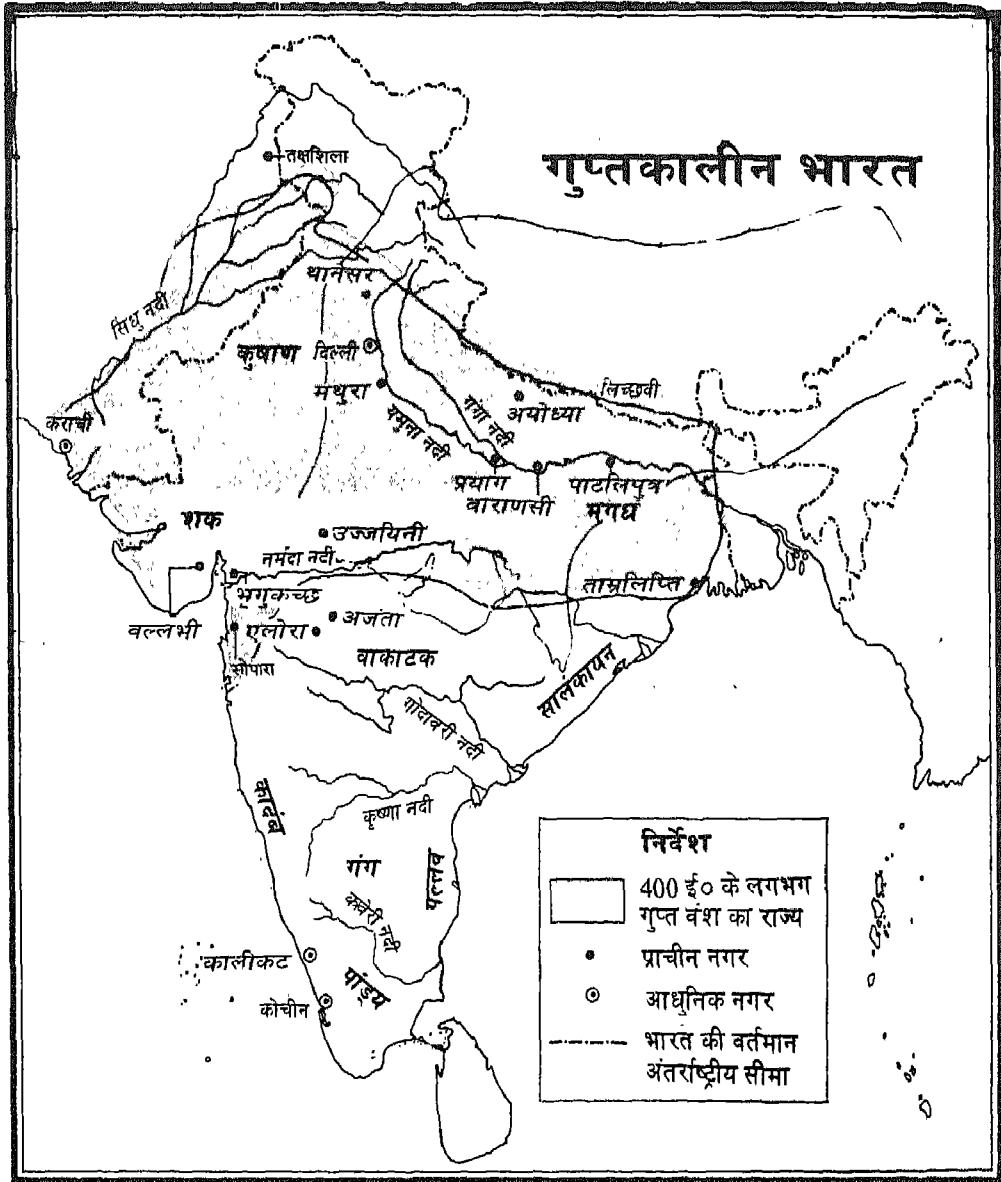 गुप्तकालीन भारत
तक्षशिला
थानेसर
सिंधु नदी
कुषाण
दिल्ली
मथुरा
यमुना नदी
गंगा नदी
अयोध्या
लिच्छवी
कराची
प्रयाग
वाराणसी
पाटलिपुत्र
मगध
शक
उज्जयिनी
नर्मदा नदी
भृगुकच्छ
ताम्रलिप्ति
वल्लभी
एलोरा
अजंता
सोपारा
वाकाटक
सालंकायन
गोदावरी नदी
कादंब
कृष्णा नदी
गंग
पल्लव
कावेरी नदी
कालीकट
पांड्य
कोचीन
निर्देश
400 ई० के लगभग
गुप्त वंश का राज्य
प्राचीन नगर
आधुनिक नगर
भारत की वर्तमान
अंतर्राष्ट्रीय सीमा